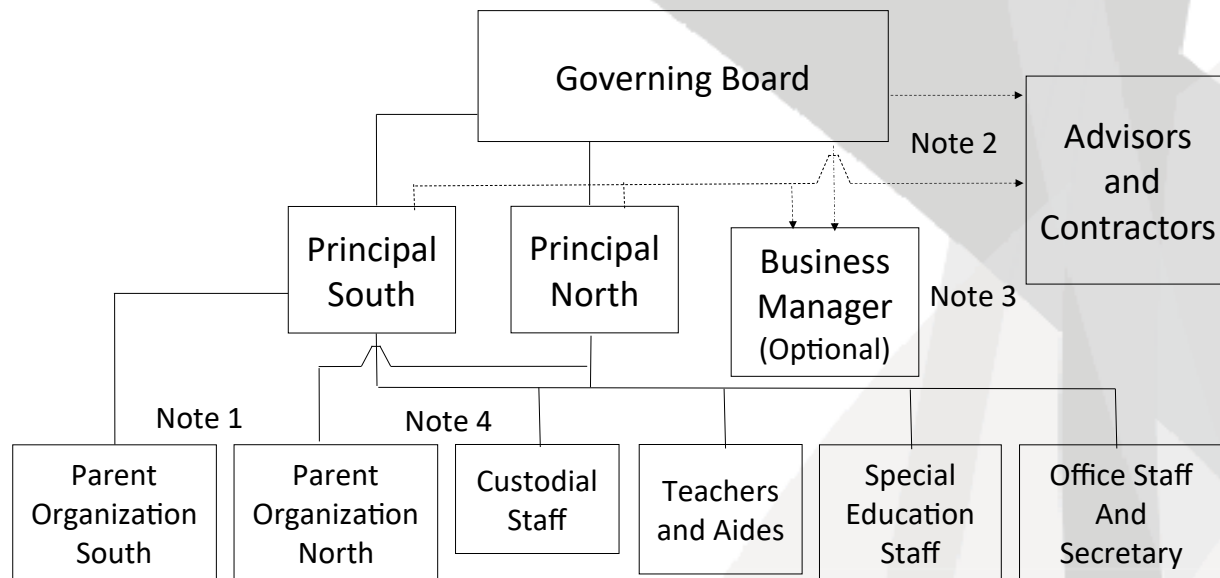 Governing Board
Note 2
Advisors
and
Contractors
Principal
South
Principal
North
Business
Manager
(Optional)
Note 3
Note 1
Note 4
Parent
Organization
South
Parent
Organization
North
Custodial
Staff
Teachers
and Aides
Special
Education
Staff
Office Staff
And
Secretary